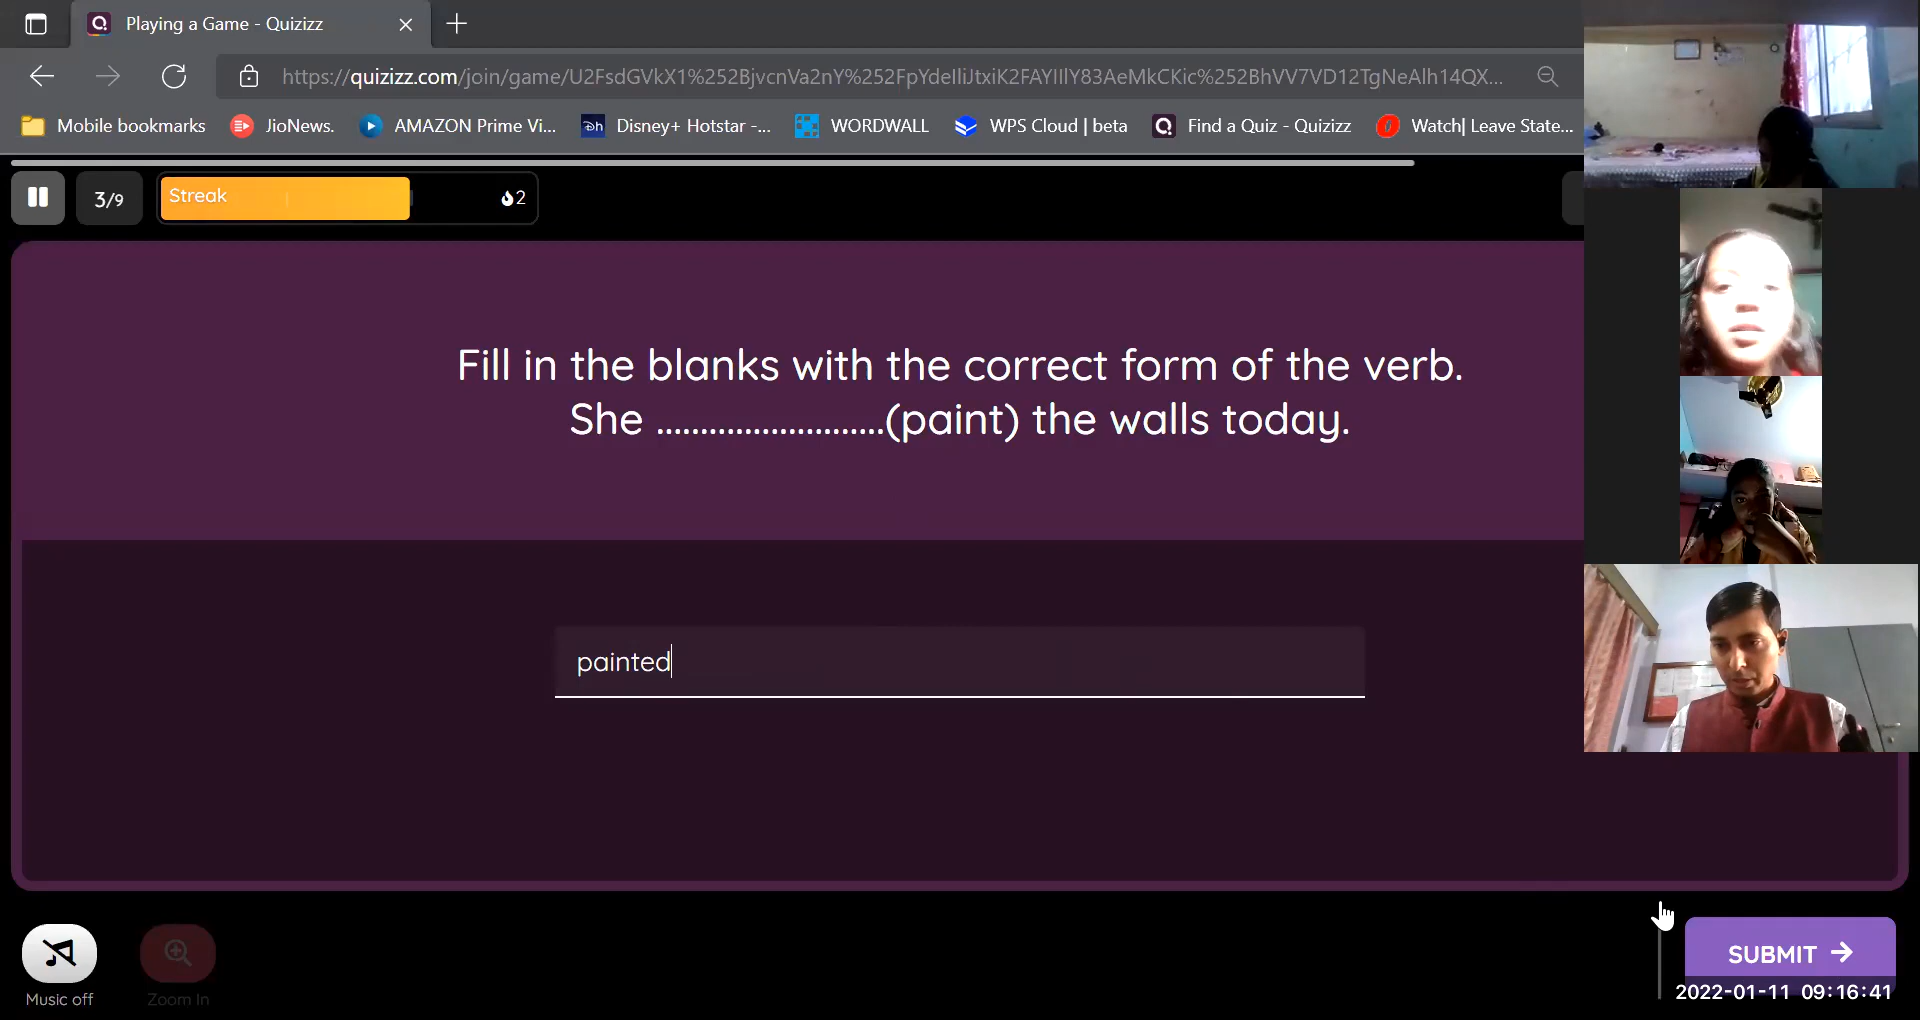 Playing a Game - Quizizz
https://quizizz.com/join/game/U2FsdGVkX1%252BjvcnVa2nY%252FpYdeIliJtxiK2FAYIIlY83AeMkCKic%252BhVV7VD12TgNeAlh14QX...
Mobile bookmarks JioNews. AMAZON Prime Vi... Disney+ Hotstar -... WORDWALL WPS Cloud | beta Find a Quiz - Quizizz Watch| Leave State...
3/9 Streak 2
Fill in the blanks with the correct form of the verb.
She ..........................(paint) the walls today.
painted
SUBMIT
Music off Zoom In
2022-01-11 09:16:41